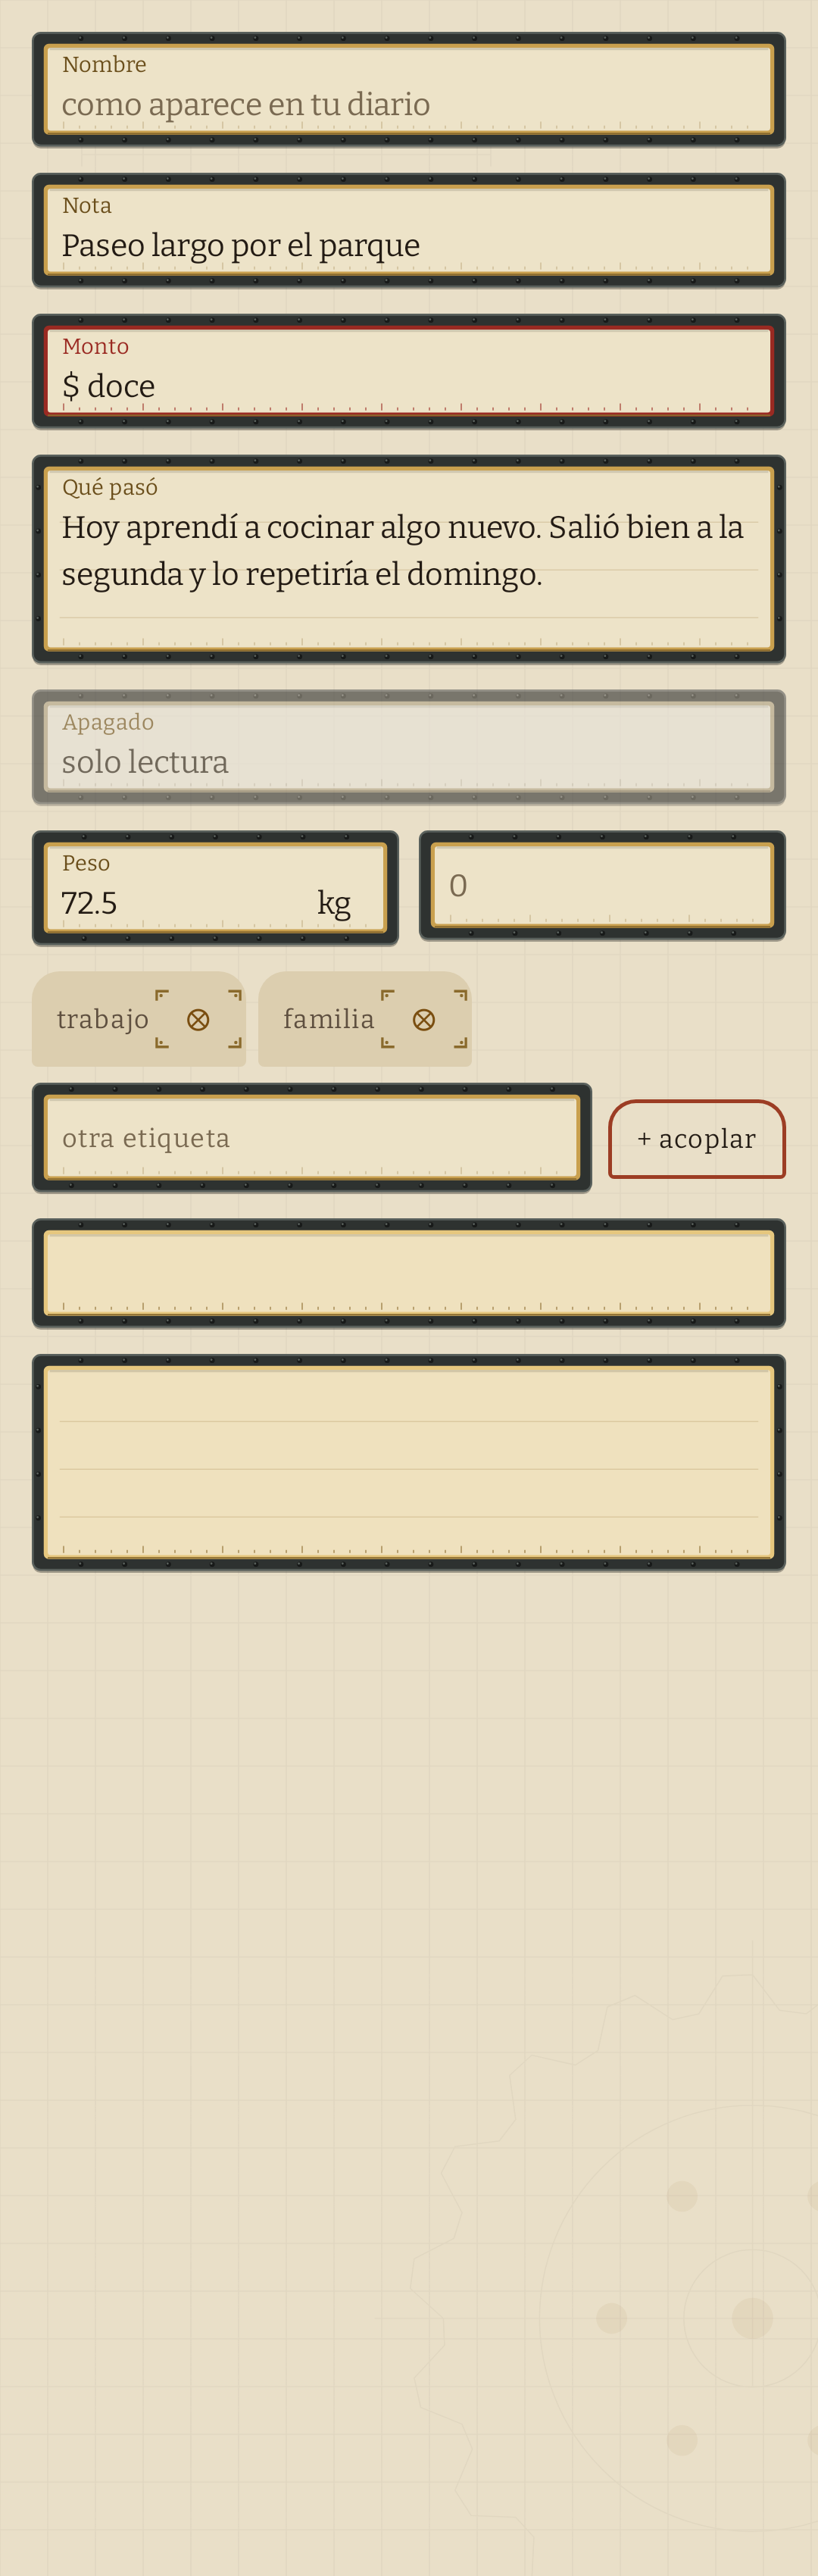 Nombre
como aparece en tu diario
Nota
Paseo largo por el parque
Monto
$ doce
Qué pasó
Hoy aprendí a cocinar algo nuevo. Salió bien a la
segunda y lo repetiría el domingo.
Apagado
solo lectura
Peso
72.5 kg
0
trabajo
familia
otra etiqueta
+ acoplar